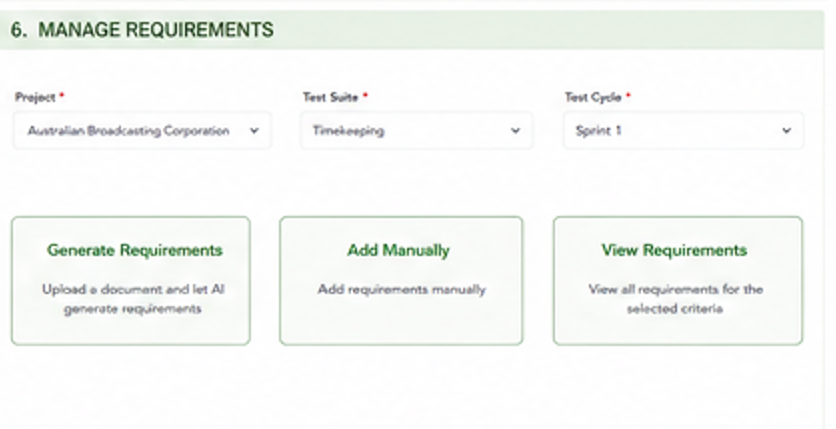 6. MANAGE REQUIREMENTS
Project * Test Suite * Test Cycle *
Australian Broadcasting Corporation Timekeeping Sprint 1
Generate Requirements Add Manually View Requirements
Upload a document and let AI Add requirements manually View all requirements for the
generate requirements selected criteria